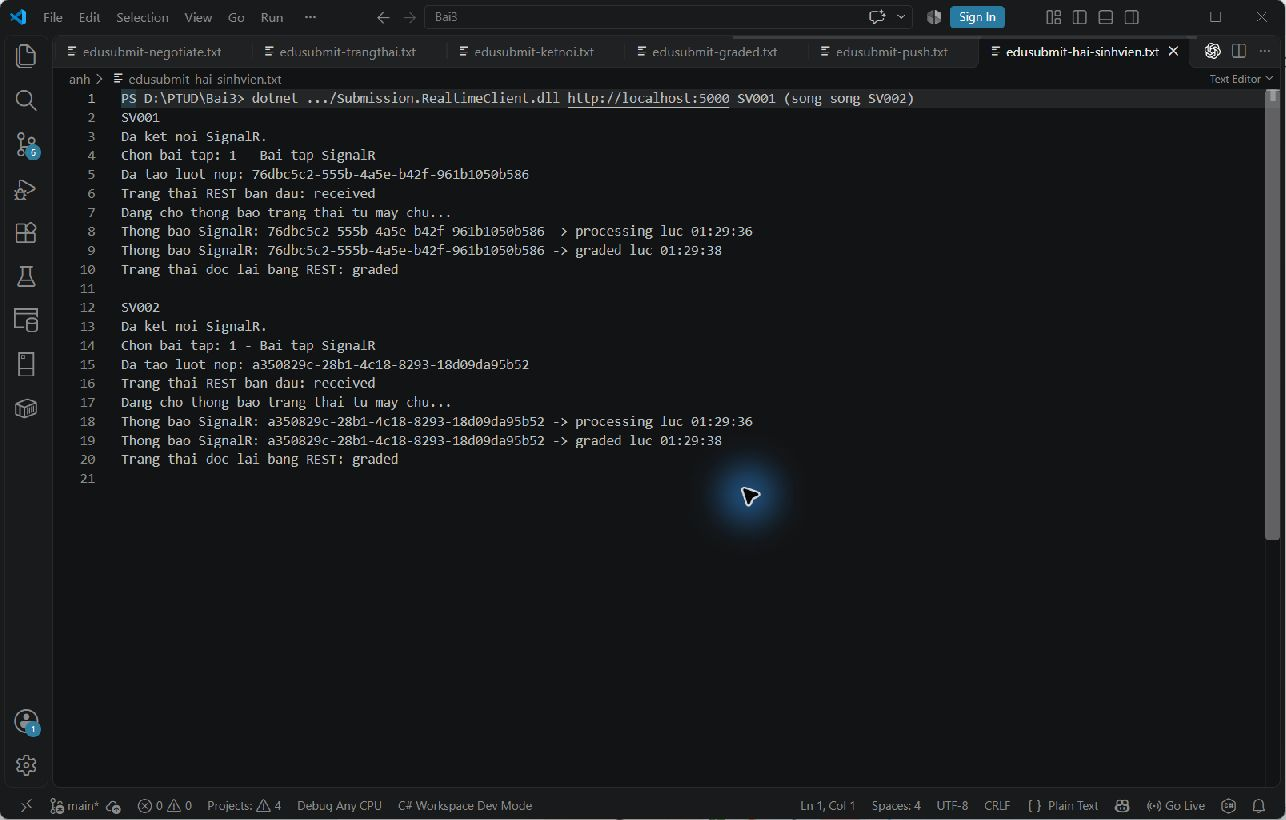 File Edit Selection View Go Run ··· Bai3 Sign In
edusubmit-negotiate.txt edusubmit-trangthai.txt edusubmit-ketnoi.txt edusubmit-graded.txt edusubmit-push.txt edusubmit-hai-sinhvien.txt
anh > edusubmit-hai-sinhvien.txt Text Editor
1 PS D:\PTUD\Bai3> dotnet .../Submission.RealtimeClient.dll http://localhost:5000 SV001 (song song SV002)
2 SV001
3 Da ket noi SignalR.
4 Chon bai tap: 1 - Bai tap SignalR
5 Da tao luot nop: 76dbc5c2-555b-4a5e-b42f-961b1050b586
6 Trang thai REST ban dau: received
7 Dang cho thong bao trang thai tu may chu...
8 Thong bao SignalR: 76dbc5c2-555b-4a5e-b42f-961b1050b586 -> processing luc 01:29:36
9 Thong bao SignalR: 76dbc5c2-555b-4a5e-b42f-961b1050b586 -> graded luc 01:29:38
10 Trang thai doc lai bang REST: graded
11
12 SV002
13 Da ket noi SignalR.
14 Chon bai tap: 1 - Bai tap SignalR
15 Da tao luot nop: a350829c-28b1-4c18-8293-18d09da95b52
16 Trang thai REST ban dau: received
17 Dang cho thong bao trang thai tu may chu...
18 Thong bao SignalR: a350829c-28b1-4c18-8293-18d09da95b52 -> processing luc 01:29:36
19 Thong bao SignalR: a350829c-28b1-4c18-8293-18d09da95b52 -> graded luc 01:29:38
20 Trang thai doc lai bang REST: graded
21
5
1
main* 0 0 Projects: 4 Debug Any CPU C# Workspace Dev Mode Ln 1, Col 1 Spaces: 4 UTF-8 CRLF { } Plain Text Go Live